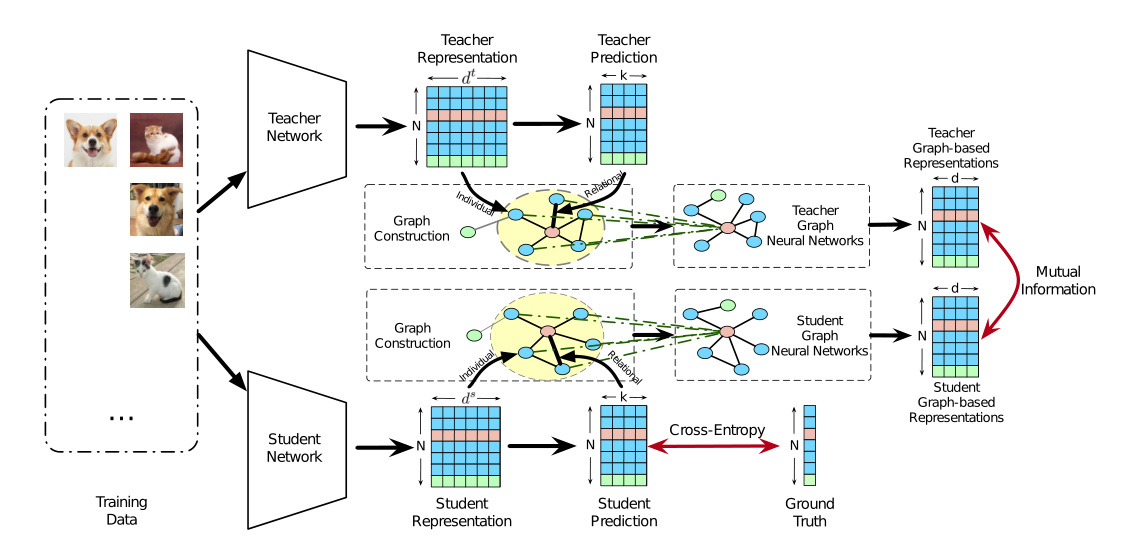 Teacher
Representation
d^t
N
Teacher
Prediction
k
N
Teacher
Network
Individual
Relational
Graph
Construction
Teacher
Graph
Neural Networks
Teacher
Graph-based
Representations
d
N
Mutual
Information
Graph
Construction
Individual
Relational
Student
Graph
Neural Networks
d
N
Student
Graph-based
Representations
...
Training
Data
Student
Network
d^s
N
Student
Representation
k
N
Student
Prediction
Cross-Entropy
N
Ground
Truth